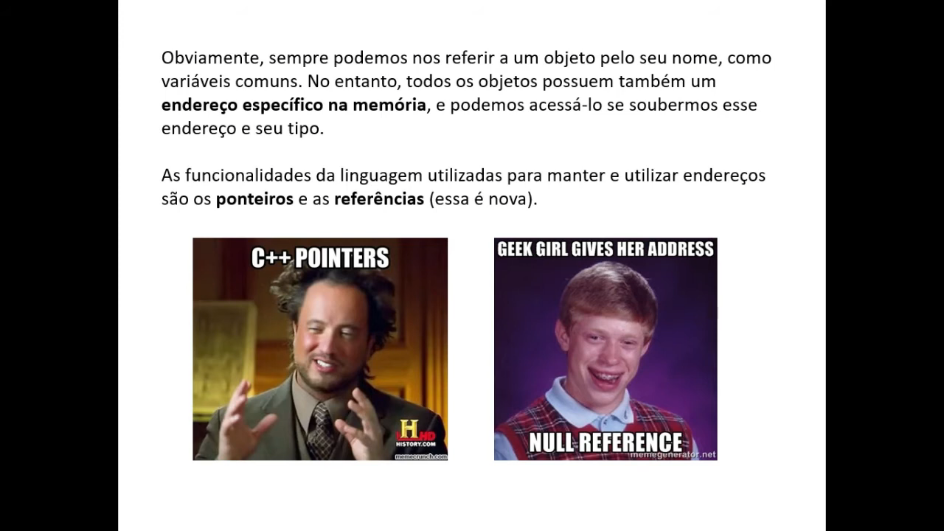 Obviamente, sempre podemos nos referir a um objeto pelo seu nome, como
variáveis comuns. No entanto, todos os objetos possuem também um
endereço específico na memória, e podemos acessá-lo se soubermos esse
endereço e seu tipo.
As funcionalidades da linguagem utilizadas para manter e utilizar endereços
são os ponteiros e as referências (essa é nova).
C++ POINTERS
H HD
HISTORY.COM
memecrunch.com
GEEK GIRL GIVES HER ADDRESS
NULL REFERENCE
memegenerator.net